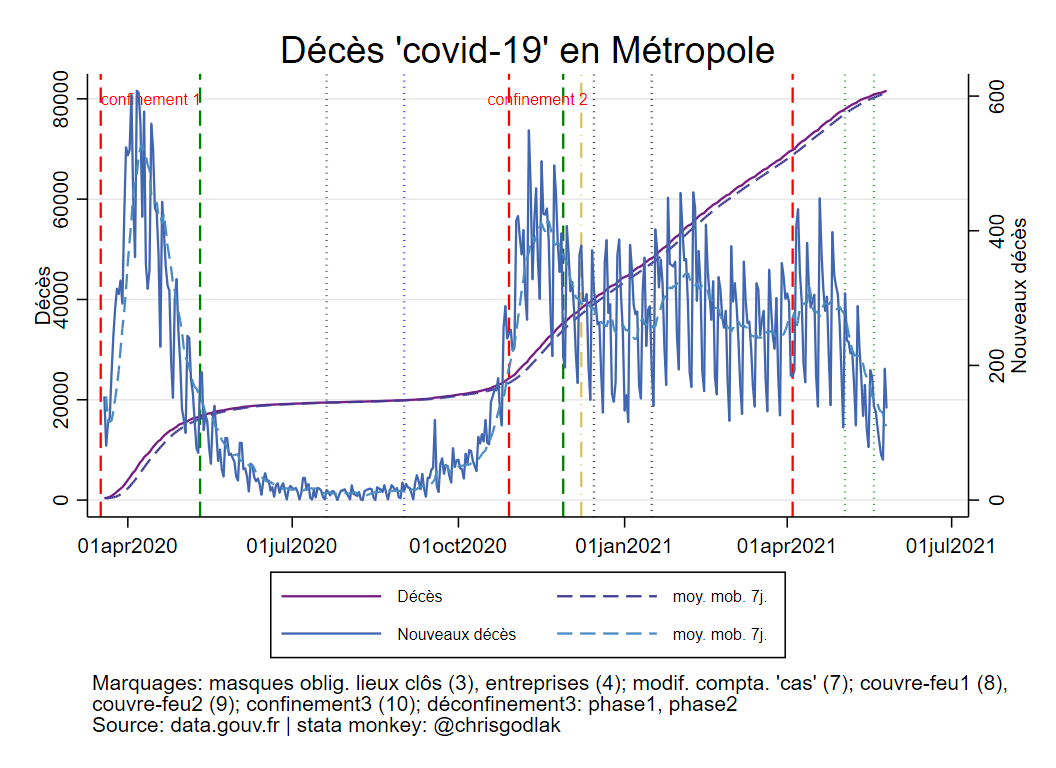 Décès 'covid-19' en Métropole
confinement 1
confinement 2
Décès
0
20000
40000
60000
80000
Nouveaux décès
0
200
400
600
01apr2020
01jul2020
01oct2020
01jan2021
01apr2021
01jul2021
Décès
moy. mob. 7j.
Nouveaux décès
moy. mob. 7j.
Marquages: masques oblig. lieux clôs (3), entreprises (4); modif. compta. 'cas' (7); couvre-feu1 (8),
couvre-feu2 (9); confinement3 (10); déconfinement3: phase1, phase2
Source: data.gouv.fr | stata monkey: @chrisgodlak